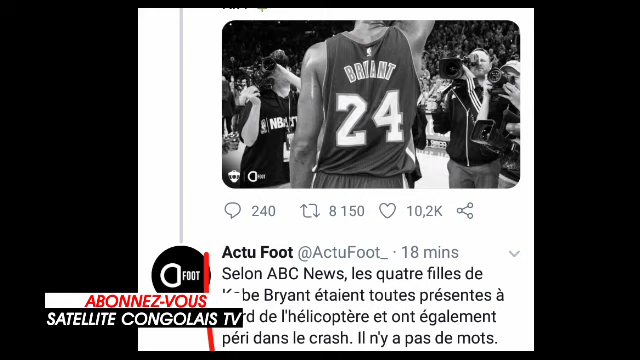 BRYANT
24
NBA
FOOT
240 8 150 10,2K
FOOT
Actu Foot @ActuFoot_ · 18 mins
Selon ABC News, les quatre filles de
Kobe Bryant étaient toutes présentes à
bord de l'hélicoptère et ont également
péri dans le crash. Il n'y a pas de mots.
ABONNEZ-VOUS
SATELLITE CONGOLAIS TV